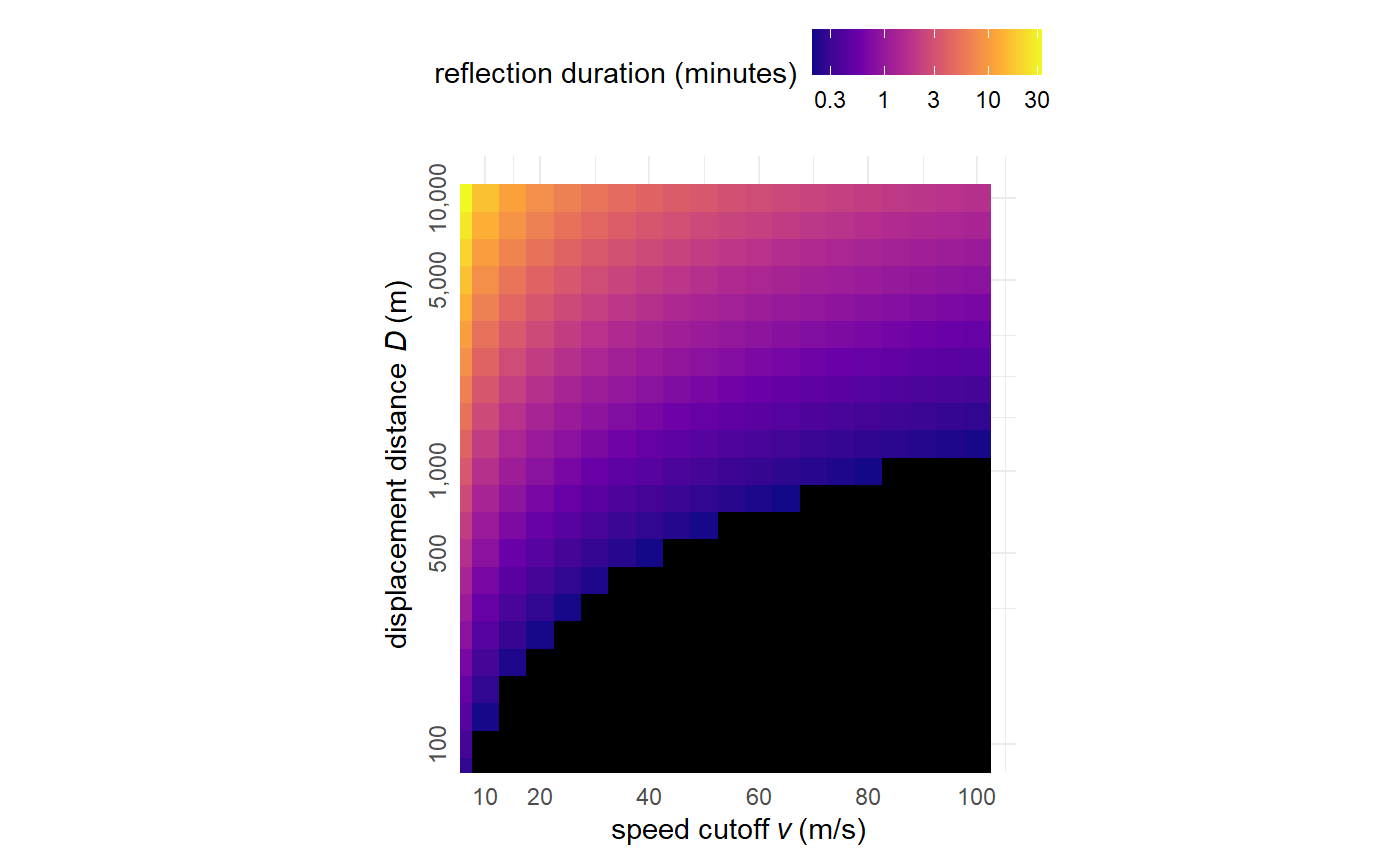 reflection duration (minutes)
0.3 1 3 10 30
displacement distance D (m)
10,000
5,000
1,000
500
100
10 20 40 60 80 100
speed cutoff v (m/s)